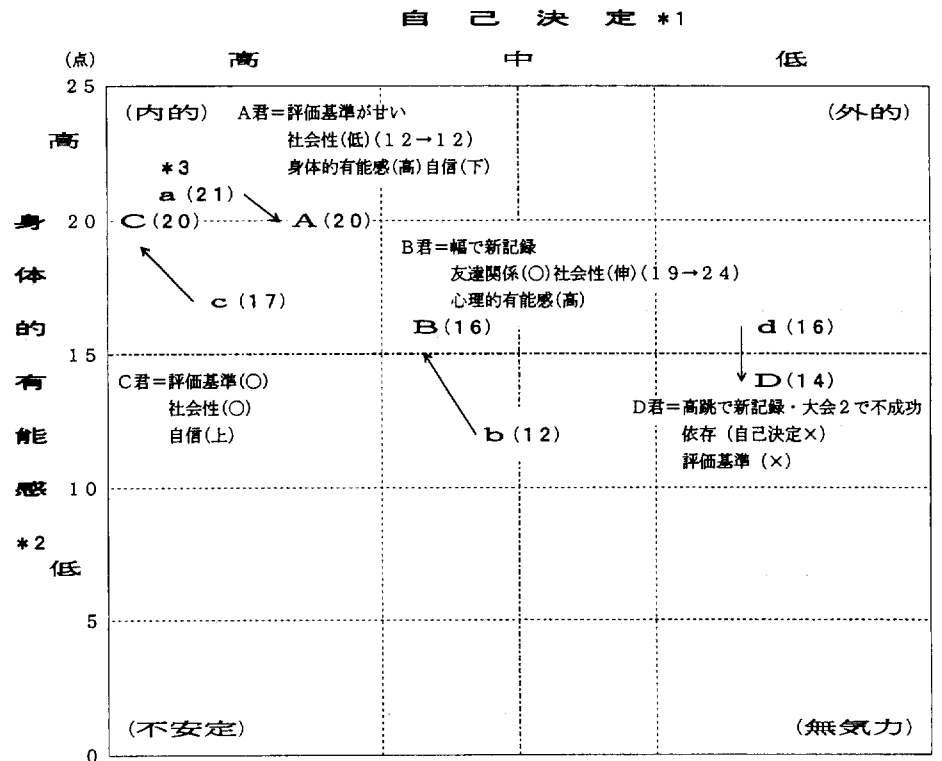 自己決定 *1
(点) 高 中 低
25
(内的) A君=評価基準が甘い (外的)
社会性(低)(12→12)
身体的有能感(高)自信(下)
高
*3
a(21)
20 C(20) A(20)
身体的有能感
*2
B君=幅で新記録
友達関係(○)社会性(伸)(19→24)
心理的有能感(高)
c(17)
B(16) d(16)
15
C君=評価基準(○)
社会性(○)
自信(上)
D(14)
D君=高跳で新記録・大会2で不成功
依存(自己決定×)
評価基準(×)
b(12)
10
低
5
(不安定) (無気力)
0